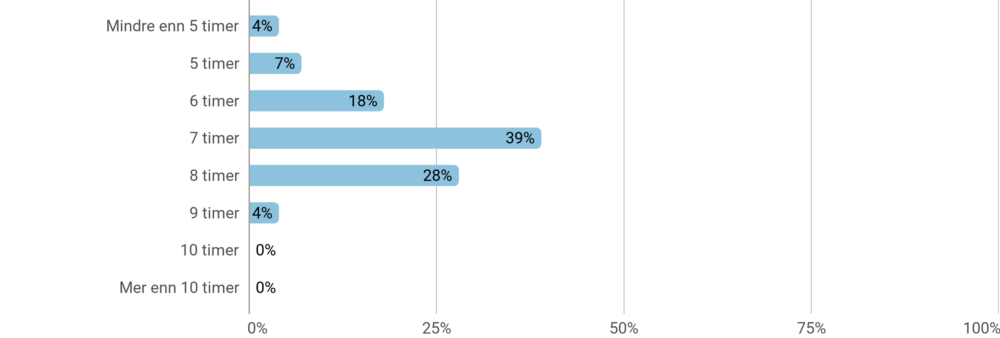 Mindre enn 5 timer 4%
5 timer 7%
6 timer 18%
7 timer 39%
8 timer 28%
9 timer 4%
10 timer 0%
Mer enn 10 timer 0%
0% 25% 50% 75% 100%